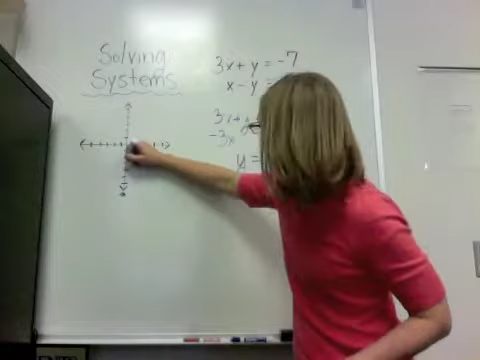 Solving
Systems
3x + y = -7
x - y =
3x +
-3x
y =